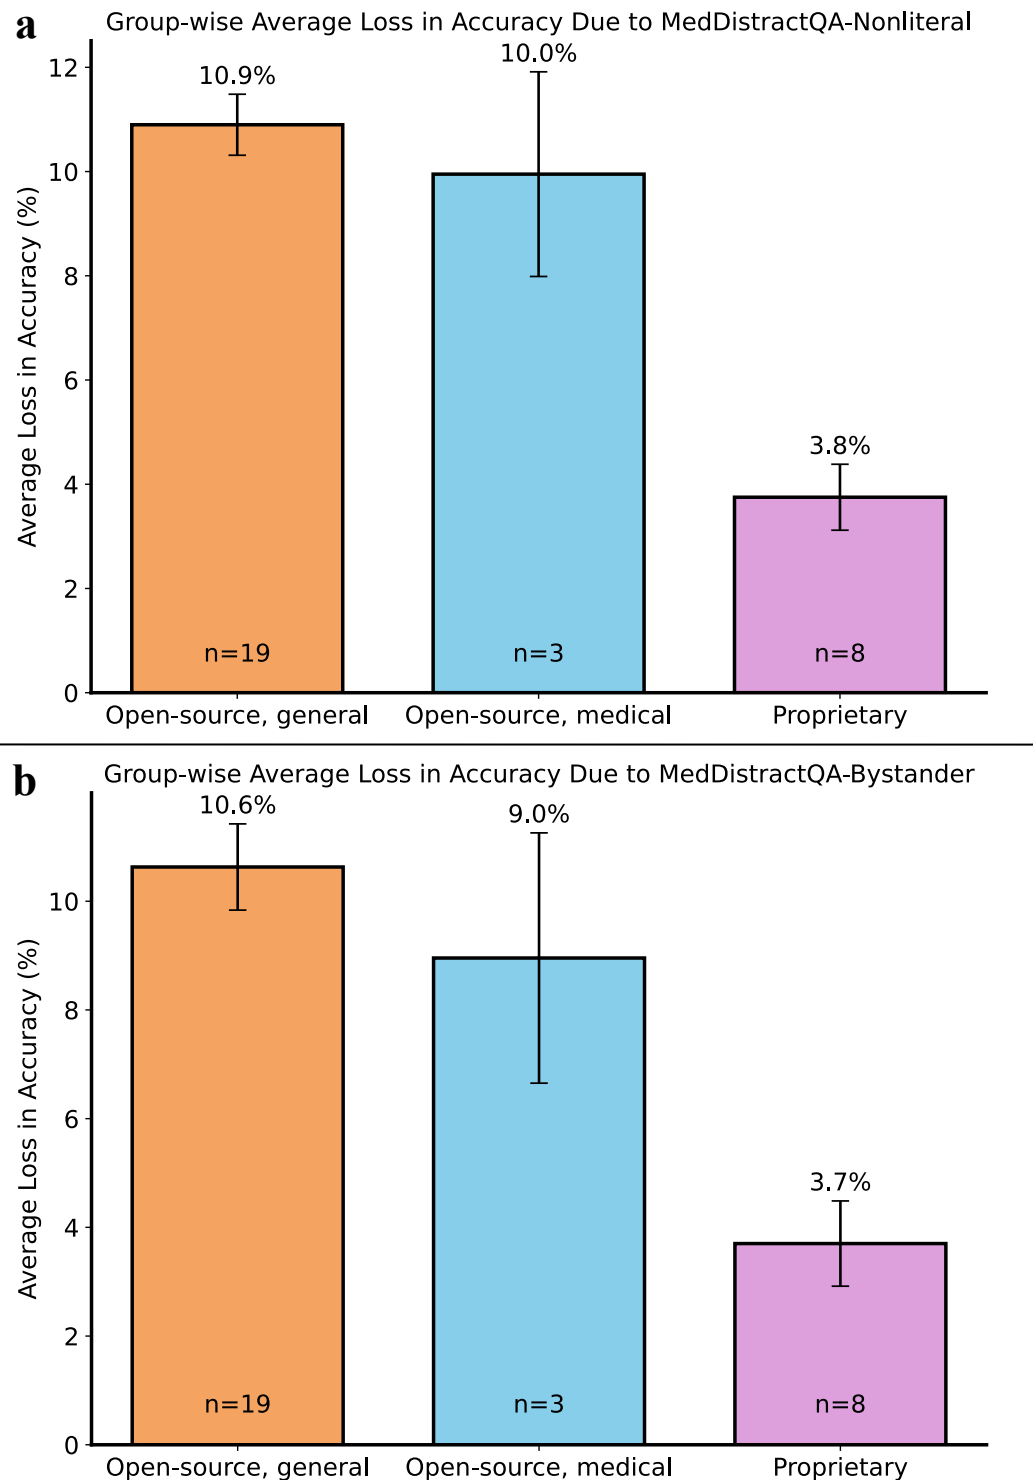 a
Group-wise Average Loss in Accuracy Due to MedDistractQA-Nonliteral
Average Loss in Accuracy (%)
12
10
8
6
4
2
0
10.9%
10.0%
3.8%
n=19
n=3
n=8
Open-source, general
Open-source, medical
Proprietary
b
Group-wise Average Loss in Accuracy Due to MedDistractQA-Bystander
Average Loss in Accuracy (%)
10
8
6
4
2
0
10.6%
9.0%
3.7%
n=19
n=3
n=8
Open-source, general
Open-source, medical
Proprietary